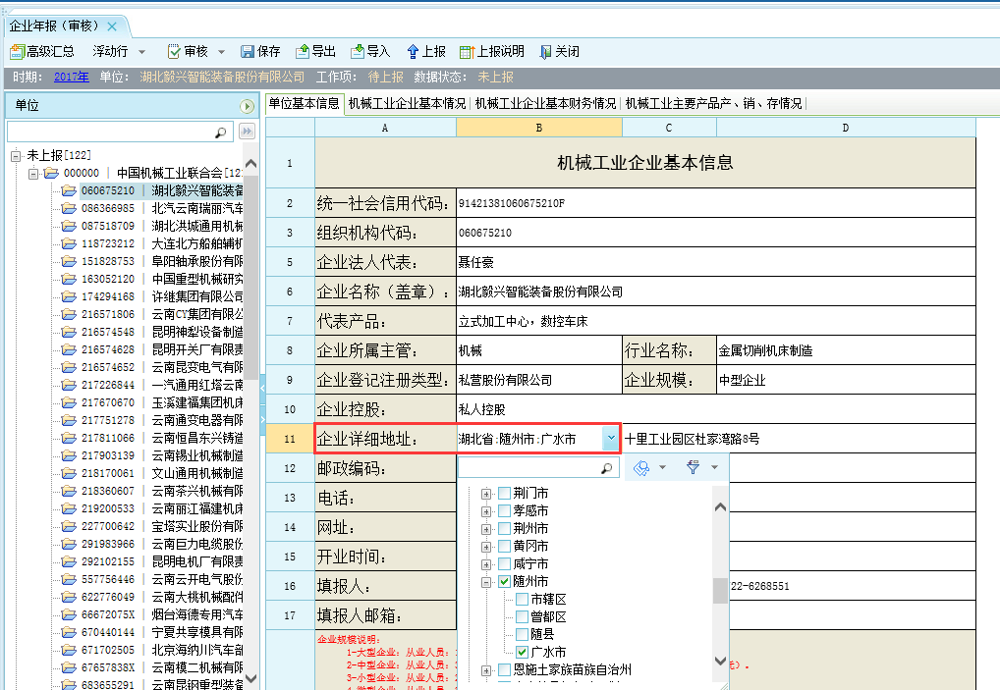 企业年报（审核）
高级汇总 浮动行 审核 保存 导出 导入 上报 上报说明 关闭
时期： 2017年 单位： 湖北毅兴智能装备股份有限公司 工作项： 待上报 数据状态： 未上报
单位
未上报[122]
000000 | 中国机械工业联合会[12
060675210 | 湖北毅兴智能装备
086366985 | 北汽云南瑞丽汽车
087518709 | 湖北洪城通用机械
118723212 | 大连北方船舶辅机
151828753 | 阜阳轴承股份有限
163052120 | 中国重型机械研究
174294168 | 许继集团有限公司
216571806 | 云南CY集团有限公
216574548 | 昆明神犁设备制造
216574628 | 昆明开关厂有限责
216574652 | 云南昆变电气有限
217226844 | 一汽通用红塔云南
217670670 | 玉溪建福集团机床
217751278 | 云南通变电器有限
217811066 | 云南恒昌东兴铸造
217903139 | 云南锡业机械制造
218170061 | 文山通用机械制造
218360607 | 云南茶兴机械有限
219200533 | 云南丽江福建机床
227700642 | 宝塔实业股份有限
291983966 | 云南巨力电缆股份
292102155 | 昆明电机厂有限责
557756446 | 云南云开电气股份
622776049 | 云南大桃机械配件
66672075X | 烟台海德专用汽车
670440144 | 宁夏共享模具有限
671702505 | 北京海纳川汽车部
67657838X | 云南模二机械有限
683655291 | 云南昆钢重型装备
单位基本信息 机械工业企业基本情况 机械工业企业基本财务情况 机械工业主要产品产、销、存情况
A B C D
1 机械工业企业基本信息
2 统一社会信用代码： 91421381060675210F
3 组织机构代码： 060675210
5 企业法人代表： 聂任豪
6 企业名称（盖章）： 湖北毅兴智能装备股份有限公司
7 代表产品： 立式加工中心，数控车床
8 企业所属主管： 机械 行业名称： 金属切削机床制造
9 企业登记注册类型： 私营股份有限公司 企业规模： 中型企业
10 企业控股： 私人控股
11 企业详细地址： 湖北省:随州市:广水市 十里工业园区杜家湾路8号
12 邮政编码：
13 电话：
14 网址：
15 开业时间：
16 填报人： 22-6268551
17 填报人邮箱：
荆门市
孝感市
荆州市
黄冈市
咸宁市
随州市
市辖区
曾都区
随县
广水市
恩施土家族苗族自治州
企业规模说明：
1-大型企业：从业人员：
2-中型企业：从业人员： 元）.
3-小型企业：从业人员：